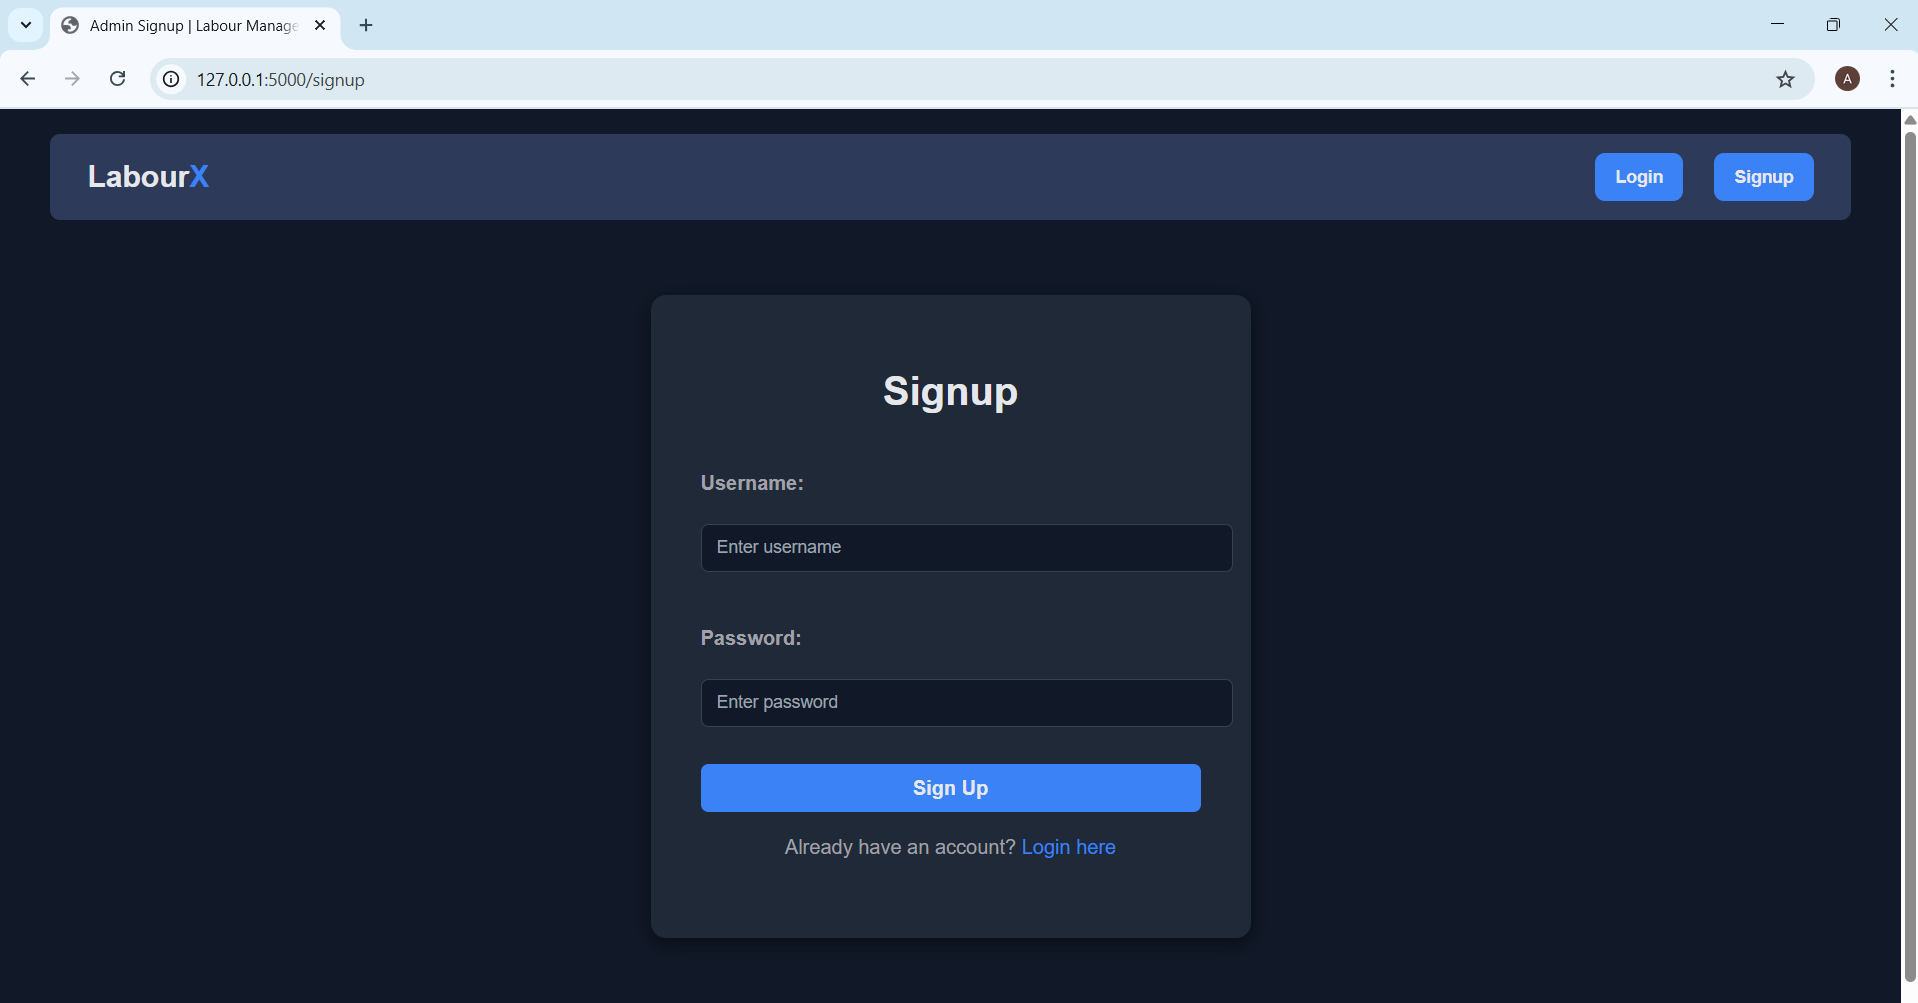 Admin Signup | Labour Manage
127.0.0.1:5000/signup
A
LabourX
Login
Signup
Signup
Username:
Enter username
Password:
Enter password
Sign Up
Already have an account? Login here